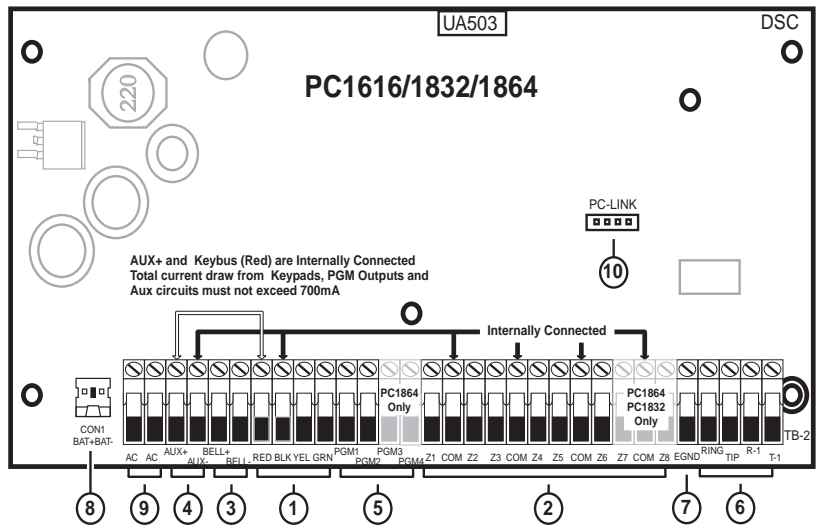 UA503
DSC
220
PC1616/1832/1864
PC-LINK
10
AUX+ and Keybus (Red) are Internally Connected
Total current draw from Keypads, PGM Outputs and
Aux circuits must not exceed 700mA
Internally Connected
PC1864
Only
PC1864
PC1832
Only
CON1
BAT+BAT-
TB-2
AC AC AUX+ AUX- BELL+ BELL- RED BLK YEL GRN PGM1 PGM2 PGM3 PGM4 Z1 COM Z2 Z3 COM Z4 Z5 COM Z6 Z7 COM Z8 EGND RING TIP R-1 T-1
8 9 4 3 1 5 2 7 6